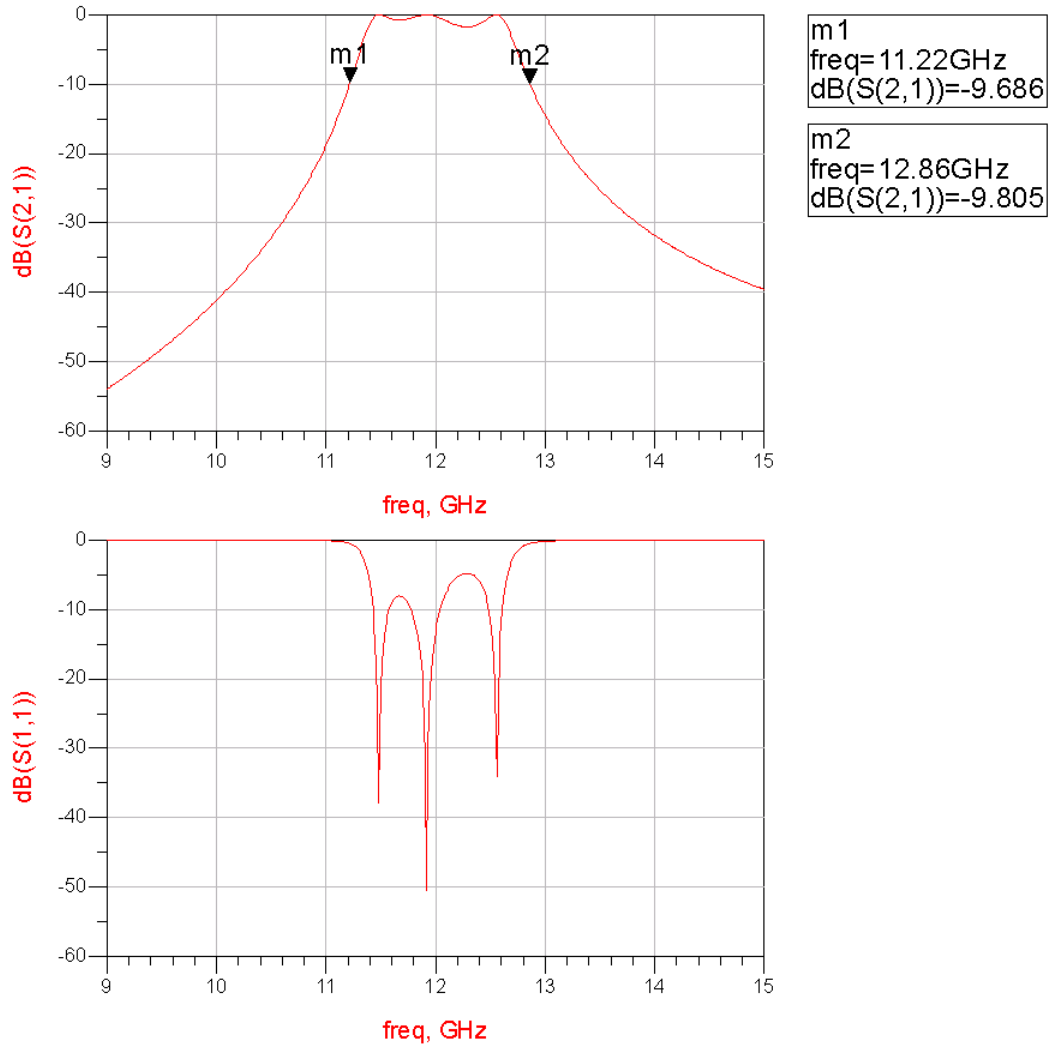 m1
freq=11.22GHz
dB(S(2,1))=-9.686
m2
freq=12.86GHz
dB(S(2,1))=-9.805
m1
m2
0
-10
-20
-30
-40
-50
-60
dB(S(2,1))
9 10 11 12 13 14 15
freq, GHz
0
-10
-20
-30
-40
-50
-60
dB(S(1,1))
9 10 11 12 13 14 15
freq, GHz